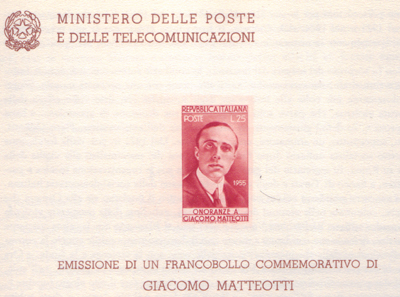 MINISTERO DELLE POSTE
E DELLE TELECOMUNICAZIONI
REPVBBLICA ITALIANA
POSTE L.25
1955
ONORANZE A
GIACOMO MATTEOTTI
EMISSIONE DI UN FRANCOBOLLO COMMEMORATIVO DI
GIACOMO MATTEOTTI